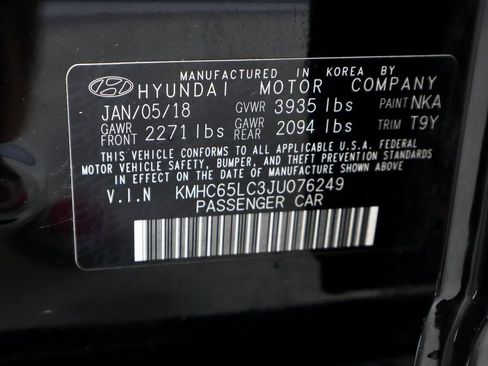 MANUFACTURED IN KOREA BY
HYUNDAI MOTOR COMPANY
JAN/05/18 GVWR 3935 lbs PAINT NKA
GAWR FRONT 2271 lbs GAWR REAR 2094 lbs TRIM T9Y
THIS VEHICLE CONFORMS TO ALL APPLICABLE U.S.A. FEDERAL
MOTOR VEHICLE SAFETY, BUMPER, AND THEFT PREVENTION STANDARDS
IN EFFECT ON THE DATE OF MANUFACTURE SHOWN ABOVE.
V.I.N KMHC65LC3JU076249
PASSENGER CAR